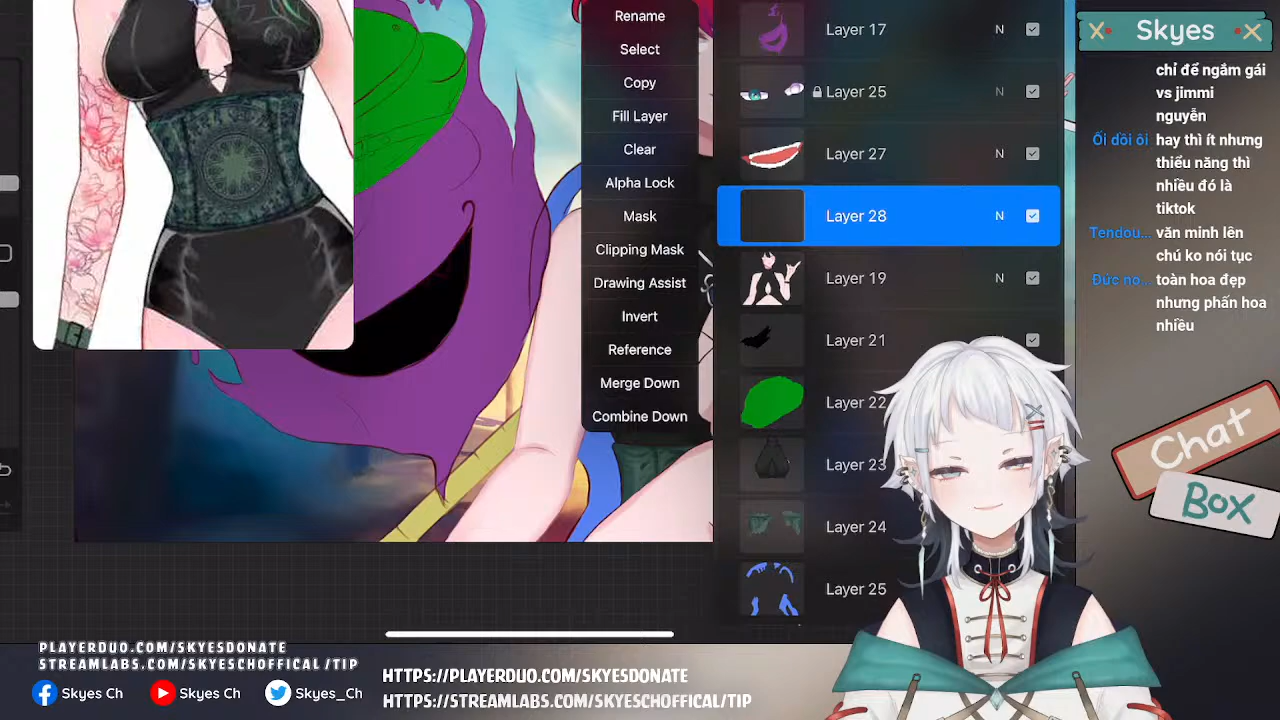 Rename
Select
Copy
Fill Layer
Clear
Alpha Lock
Mask
Clipping Mask
Drawing Assist
Invert
Reference
Merge Down
Combine Down
Layer 17 N
Layer 25 N
Layer 27 N
Layer 28 N
Layer 19 N
Layer 21
Layer 22
Layer 23
Layer 24
Layer 25
Skyes
chỉ để ngắm gái
vs jimmi
nguyễn
Ối dồi ôi hay thì ít nhưng
thiểu năng thì
nhiều đó là
tiktok
Tendou... văn minh lên
chú ko nói tục
Đức no... toàn hoa đẹp
nhưng phấn hoa
nhiều
Chat
Box
PLAYERDUO.COM/SKYESDONATE
STREAMLABS.COM/SKYESCHOFFICAL/TIP
Skyes Ch
Skyes Ch
Skyes_Ch
HTTPS://PLAYERDUO.COM/SKYESDONATE
HTTPS://STREAMLABS.COM/SKYESCHOFFICAL/TIP